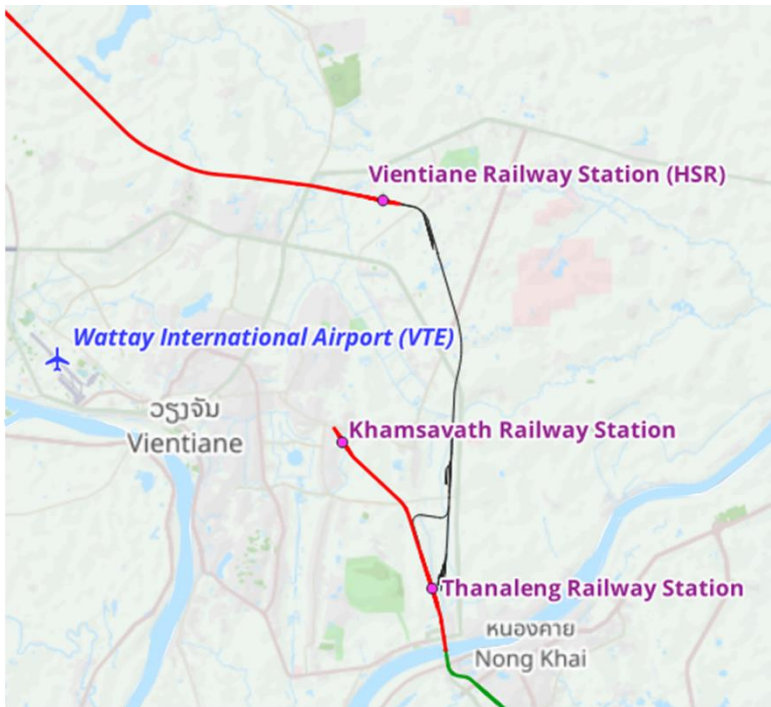 Vientiane Railway Station (HSR)
Wattay International Airport (VTE)
ວຽງຈັນ
Vientiane
Khamsavath Railway Station
Thanaleng Railway Station
หนองคาย
Nong Khai